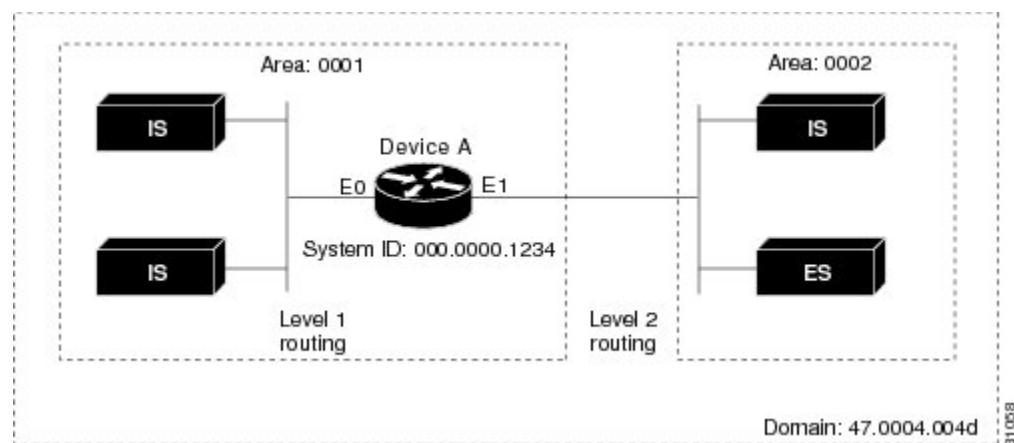 Area: 0001
Area: 0002
IS
IS
Device A
E0
E1
System ID: 000.0000.1234
IS
ES
Level 1
routing
Level 2
routing
Domain: 47.0004.004d
31058